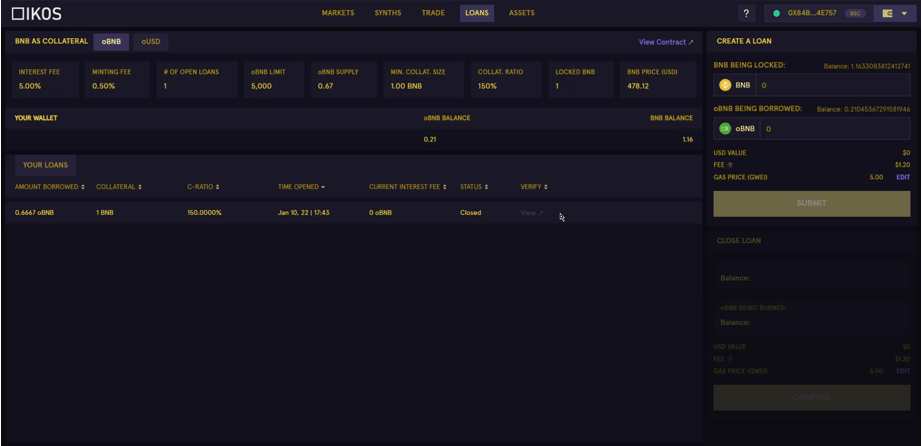 OIKOS MARKETS SYNTHS TRADE LOANS ASSETS ? 0X84B...4E757 BSC
BNB AS COLLATERAL oBNB oUSD View Contract ↗
INTEREST FEE MINTING FEE # OF OPEN LOANS oBNB LIMIT oBNB SUPPLY MIN. COLLAT. SIZE COLLAT. RATIO LOCKED BNB BNB PRICE (USD)
5.00% 0.50% 1 5,000 0.67 1.00 BNB 150% 1 478.12
YOUR WALLET oBNB BALANCE BNB BALANCE
0.21 1.16
YOUR LOANS
AMOUNT BORROWED COLLATERAL C-RATIO TIME OPENED CURRENT INTEREST FEE STATUS VERIFY
0.6667 oBNB 1 BNB 150.0000% Jan 10, 22 | 17:43 0 oBNB Closed View ↗
CREATE A LOAN
BNB BEING LOCKED: Balance: 1.1633083812412741
BNB 0
oBNB BEING BORROWED: Balance: 0.21045367291581946
oBNB 0
USD VALUE $0
FEE ? $1.20
GAS PRICE (GWEI) 5.00 EDIT
SUBMIT
CLOSE LOAN
Balance:
oBNB BEING BURNED:
Balance:
USD VALUE $0
FEE ? $1.35
GAS PRICE (GWEI) 5.00 EDIT
CONFIRM